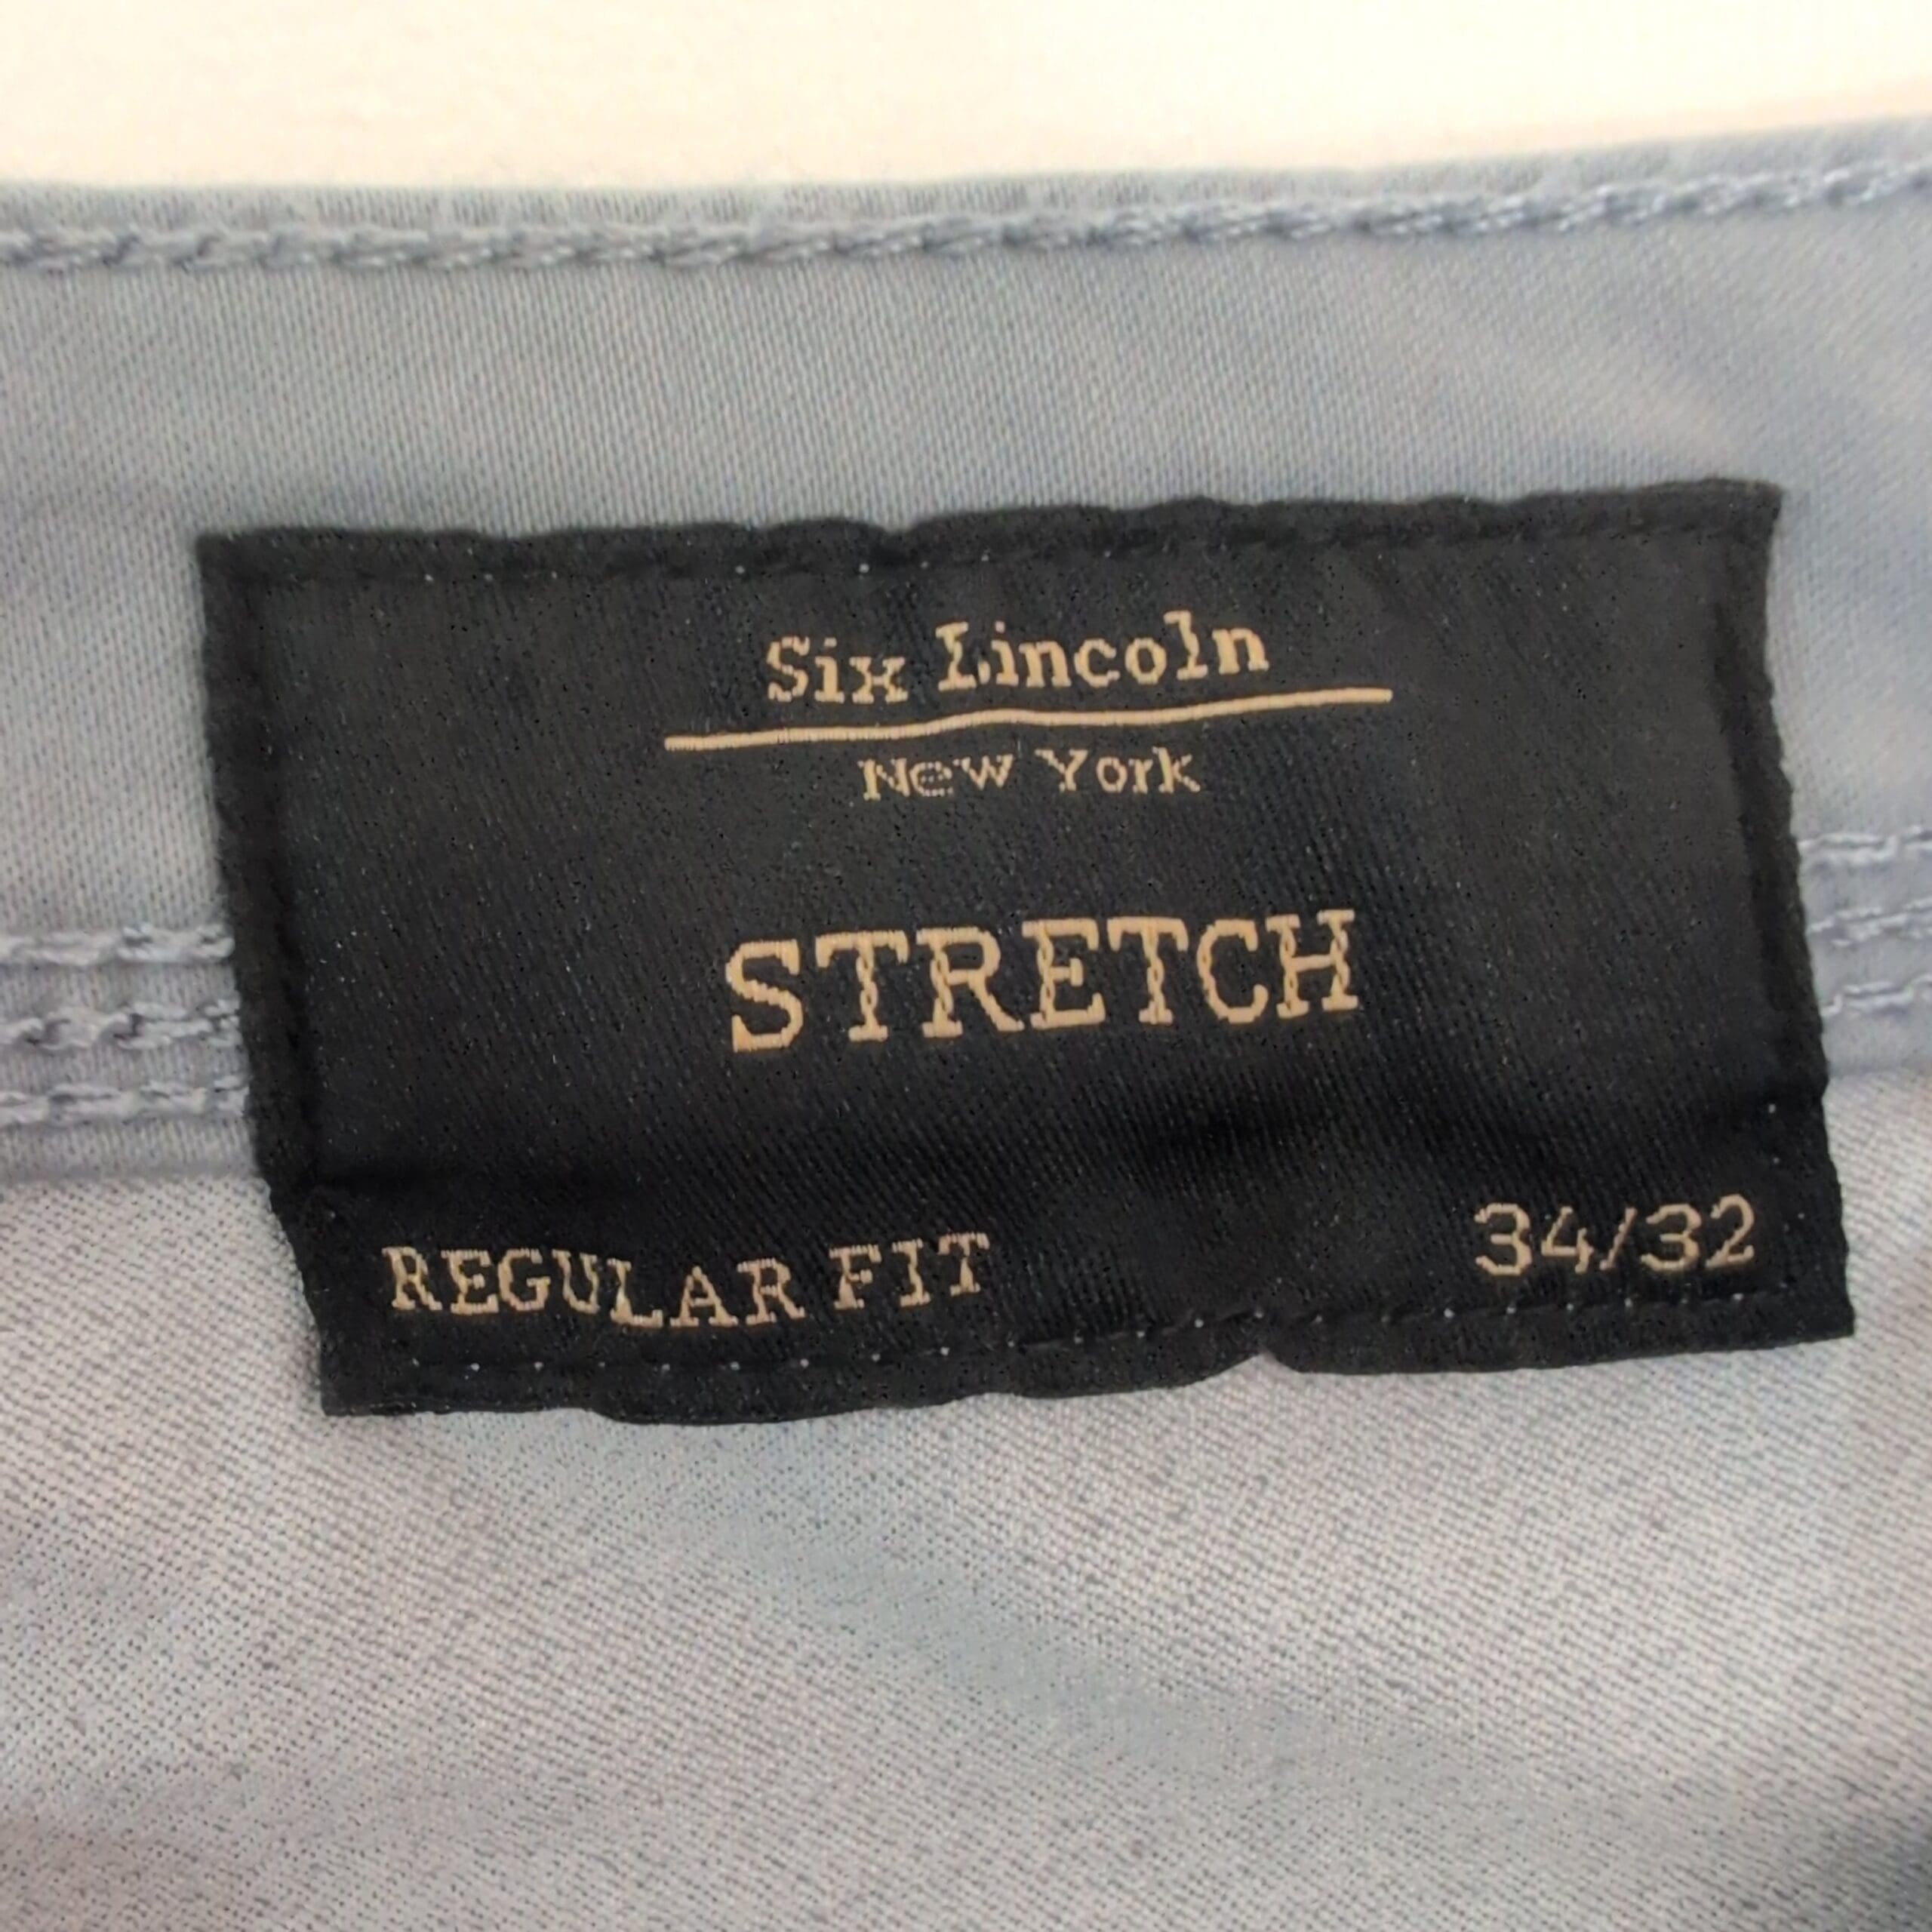 Six Lincoln
New York
STRETCH
REGULAR FIT 34/32